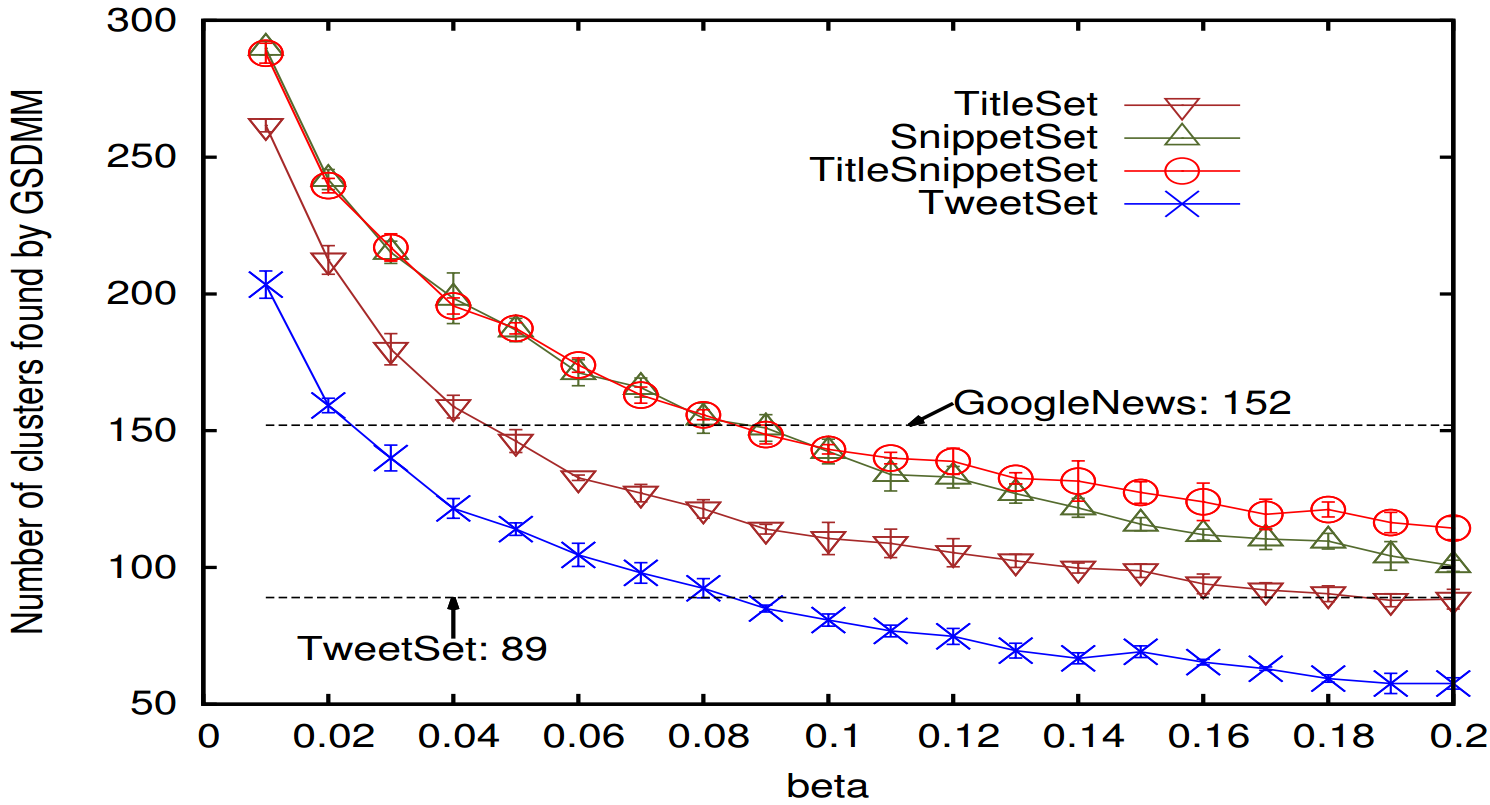 Number of clusters found by GSDMM
300
250
200
150
100
50
TitleSet
SnippetSet
TitleSnippetSet
TweetSet
GoogleNews: 152
TweetSet: 89
0 0.02 0.04 0.06 0.08 0.1 0.12 0.14 0.16 0.18 0.2
beta